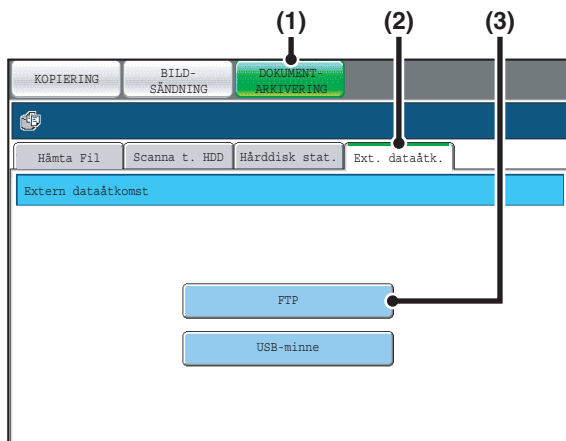 (1) (2) (3)
KOPIERING
BILD-
SÄNDNING
DOKUMENT-
ARKIVERING
Hämta Fil
Scanna t. HDD
Hårddisk stat.
Ext. dataåtk.
Extern dataåtkomst
FTP
USB-minne